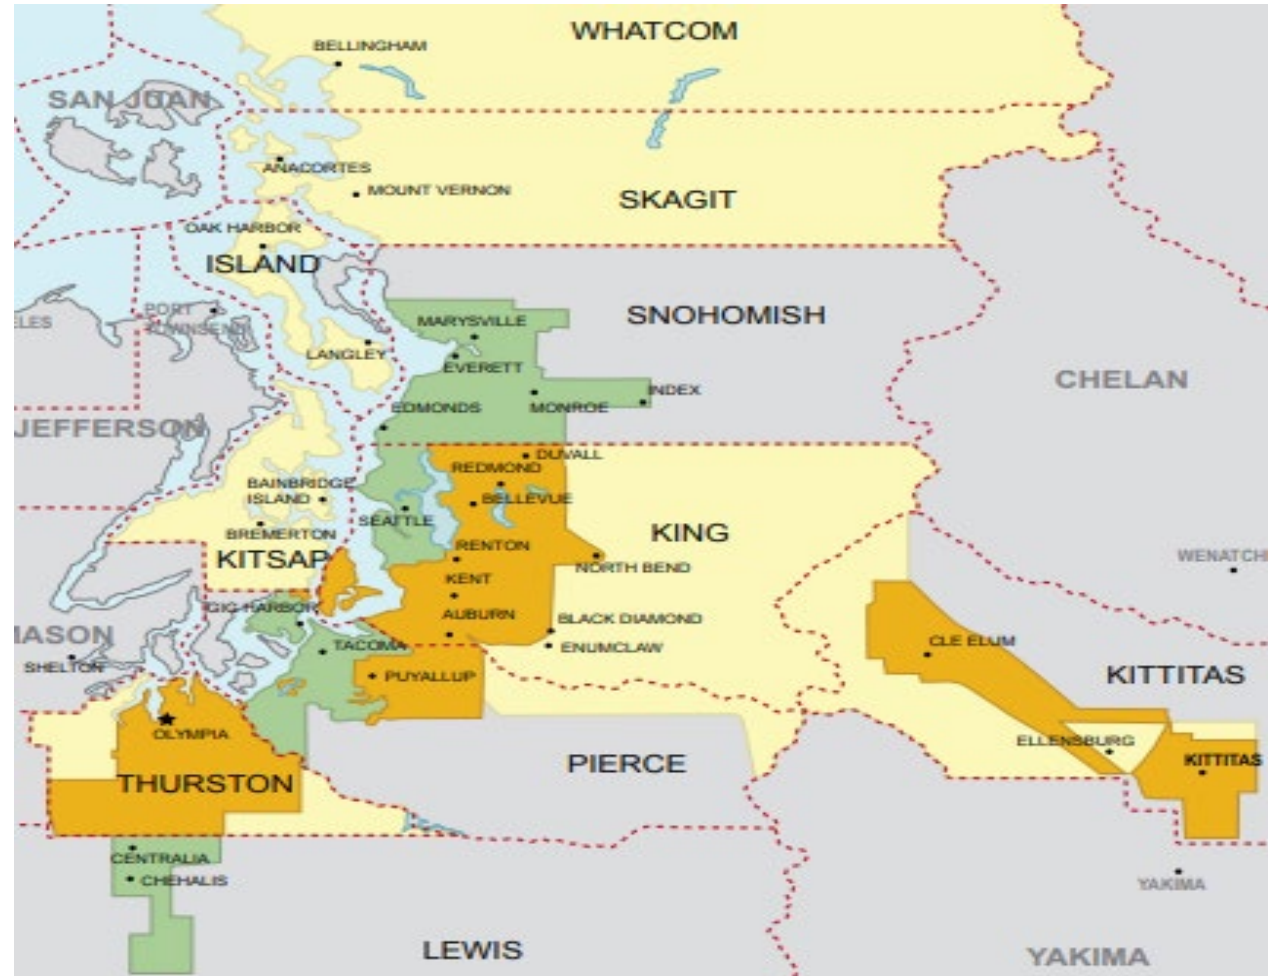 WHATCOM
BELLINGHAM
SAN JUAN
ANACORTES
MOUNT VERNON
SKAGIT
OAK HARBOR
ISLAND
PORT
TOWNSEND
SNOHOMISH
ELES
MARYSVILLE
LANGLEY
EVERETT
CHELAN
INDEX
EDMONDS
MONROE
JEFFERSON
DUVALL
REDMOND
BAINBRIDGE
ISLAND
BELLEVUE
SEATTLE
BREMERTON
KING
RENTON
KITSAP
WENATCH
NORTH BEND
KENT
GIG HARBOR
AUBURN
BLACK DIAMOND
MASON
TACOMA
ENUMCLAW
CLE ELUM
SHELTON
PUYALLUP
KITTITAS
OLYMPIA
ELLENSBURG
PIERCE
KITTITAS
THURSTON
CENTRALIA
CHEHALIS
YAKIMA
LEWIS
YAKIMA